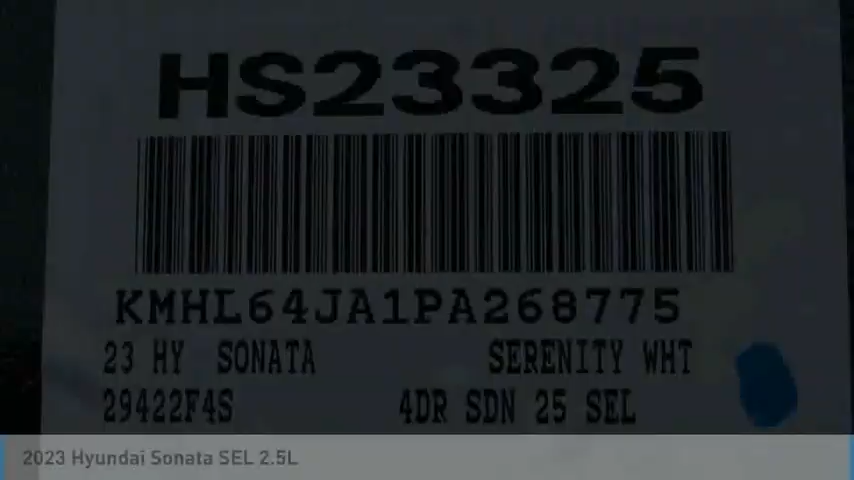 HS23325
KMHL64JA1PA268775
23 HY SONATA SERENITY WHT
29422F4S 4DR SDN 25 SEL
2023 Hyundai Sonata SEL 2.5L